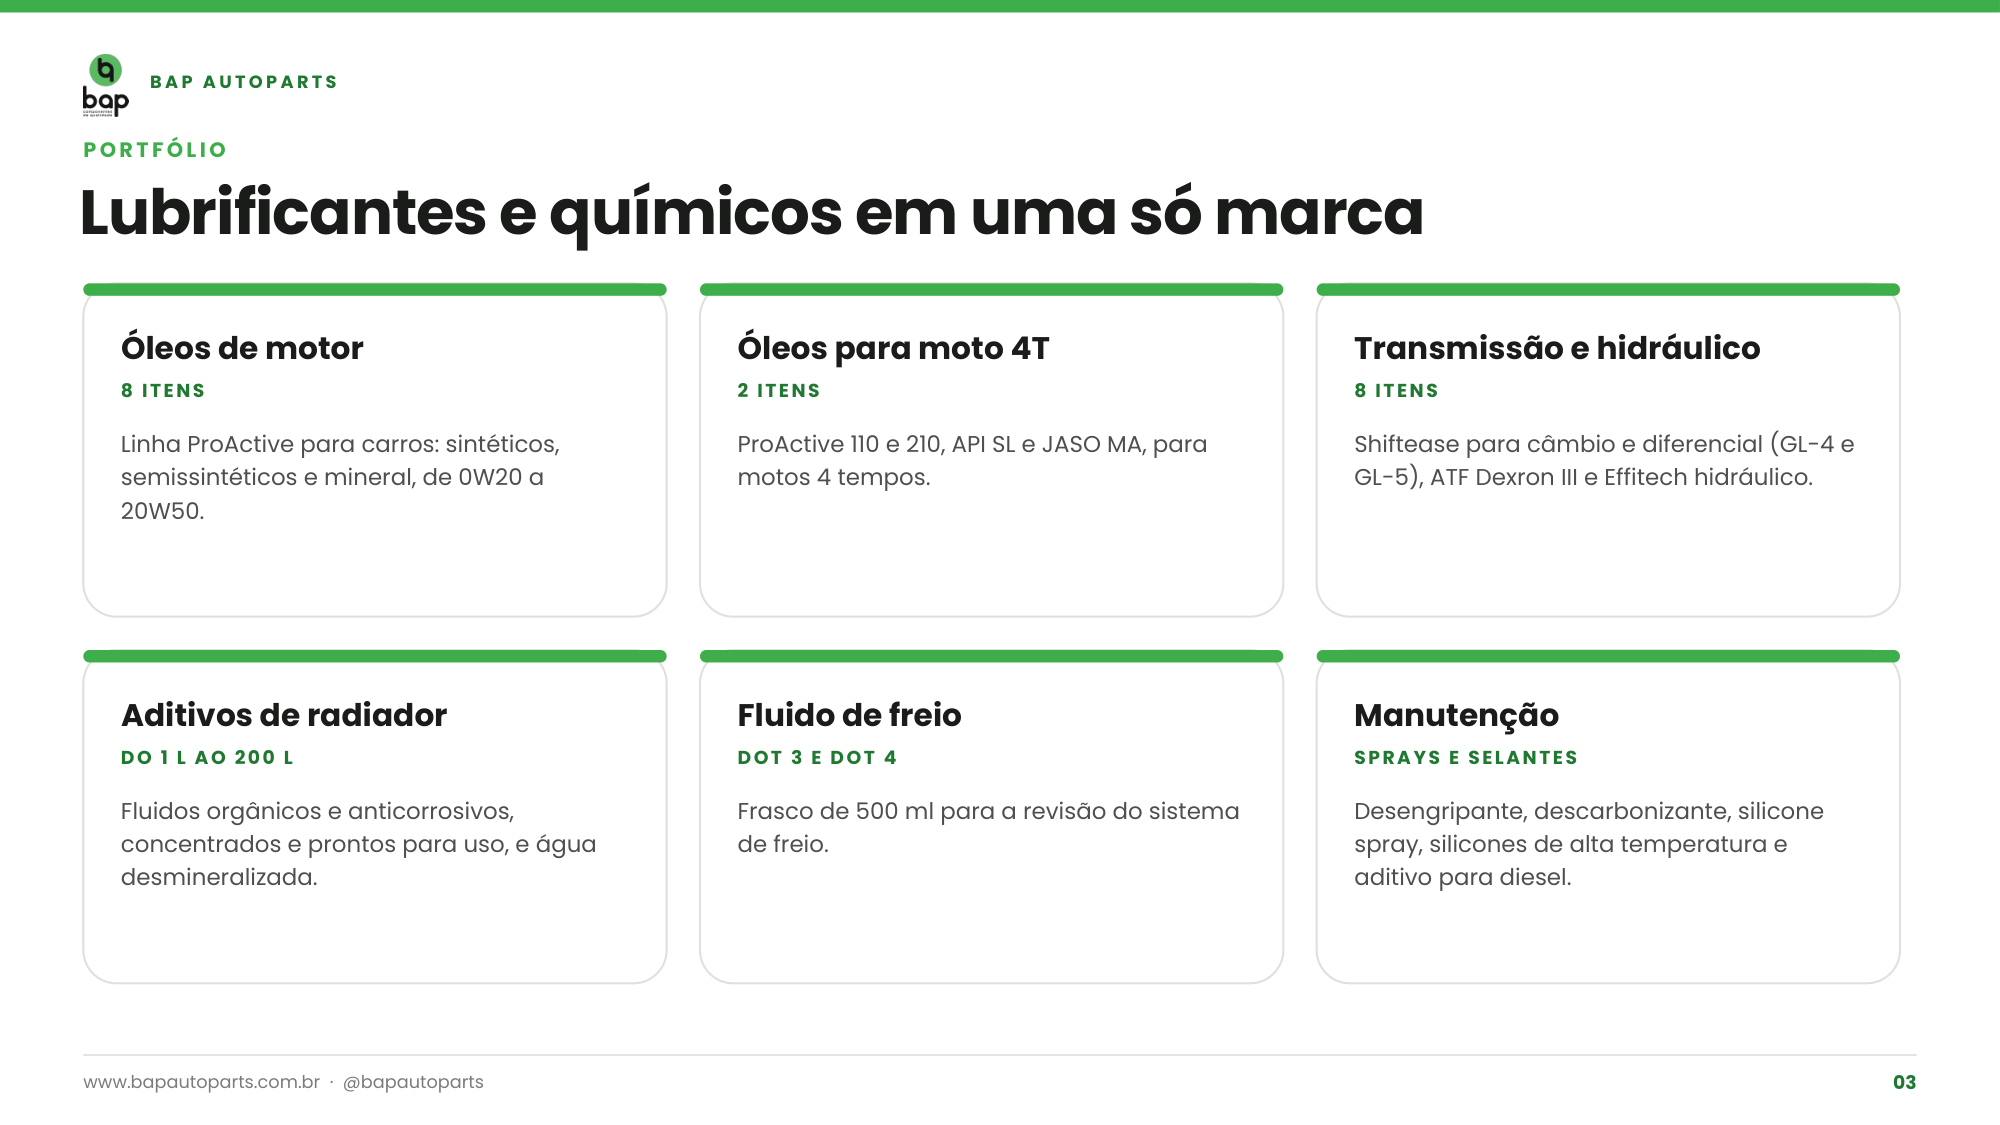 bap
BAP AUTOPARTS
PORTFÓLIO
Lubrificantes e químicos em uma só marca
Óleos de motor
8 ITENS
Linha ProActive para carros: sintéticos,
semissintéticos e mineral, de 0W20 a
20W50.
Óleos para moto 4T
2 ITENS
ProActive 110 e 210, API SL e JASO MA, para
motos 4 tempos.
Transmissão e hidráulico
8 ITENS
Shiftease para câmbio e diferencial (GL-4 e
GL-5), ATF Dexron III e Effitech hidráulico.
Aditivos de radiador
DO 1 L AO 200 L
Fluidos orgânicos e anticorrosivos,
concentrados e prontos para uso, e água
desmineralizada.
Fluido de freio
DOT 3 E DOT 4
Frasco de 500 ml para a revisão do sistema
de freio.
Manutenção
SPRAYS E SELANTES
Desengripante, descarbonizante, silicone
spray, silicones de alta temperatura e
aditivo para diesel.
www.bapautoparts.com.br · @bapautoparts
03